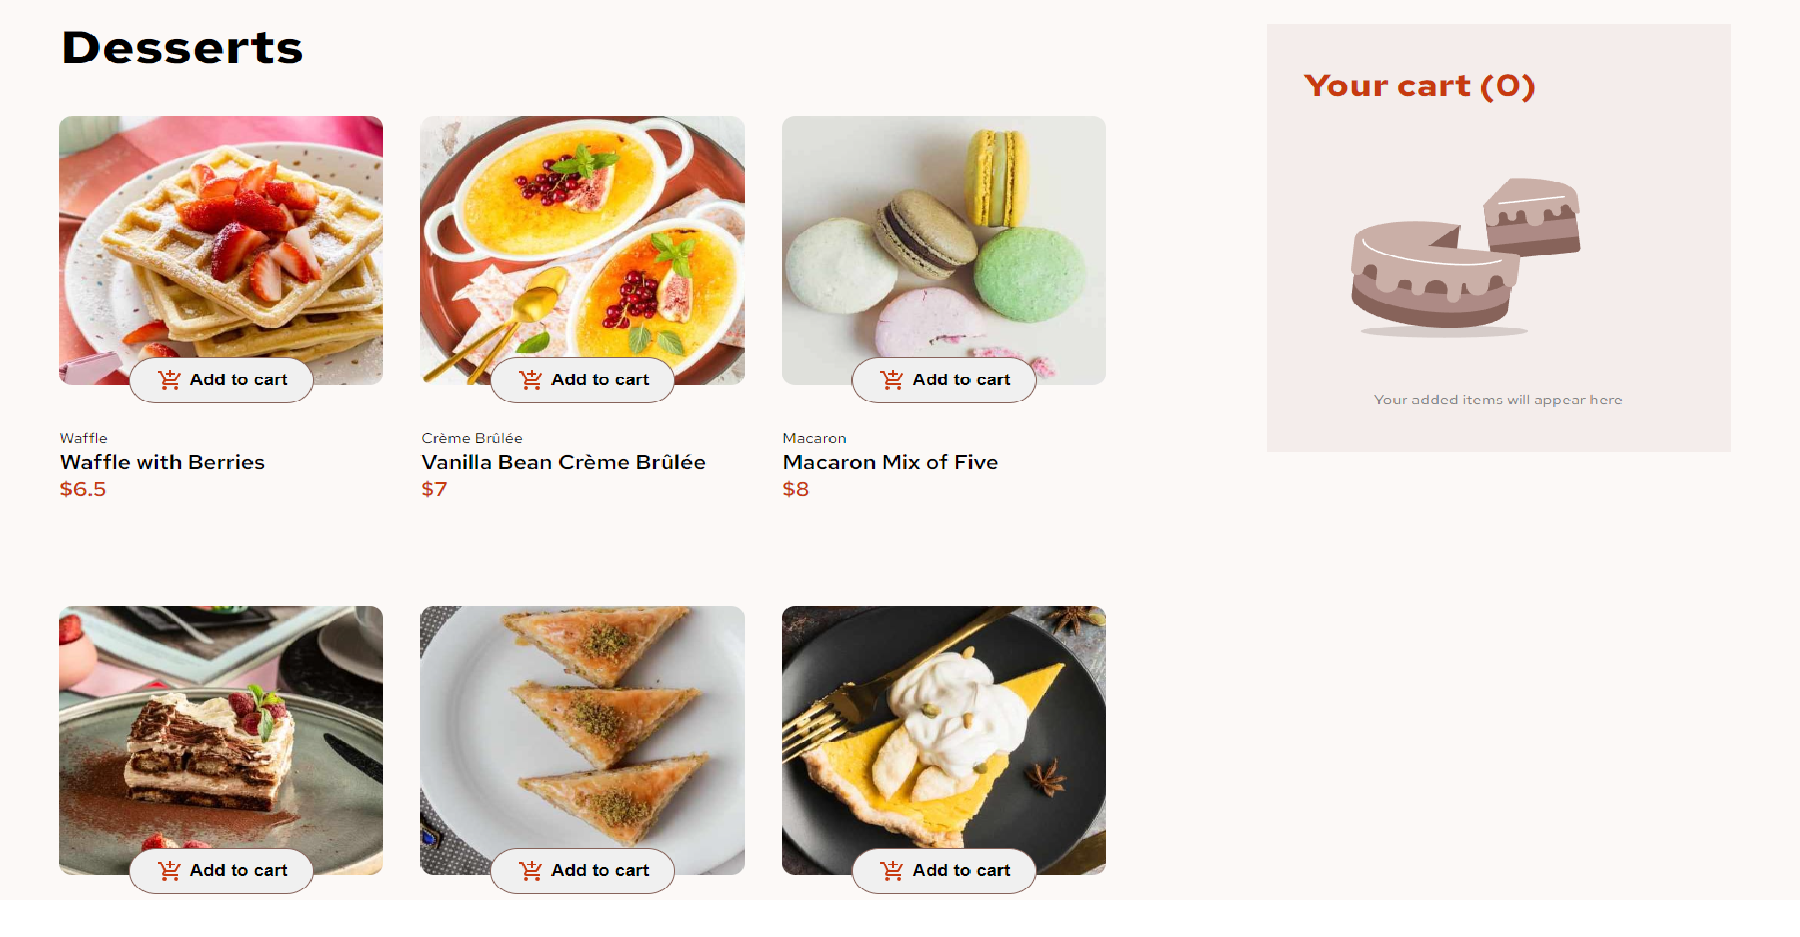 Desserts
Your cart (0)
Your added items will appear here
Add to cart
Waffle
Waffle with Berries
$6.5
Add to cart
Crème Brûlée
Vanilla Bean Crème Brûlée
$7
Add to cart
Macaron
Macaron Mix of Five
$8
Add to cart
Add to cart
Add to cart